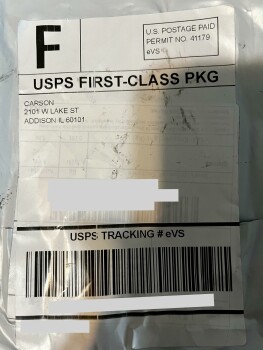 F
U.S. POSTAGE PAID
PERMIT NO. 41179
eVS
USPS FIRST-CLASS PKG
CARSON
2101 W LAKE ST
ADDISON IL 60101
USPS TRACKING # eVS